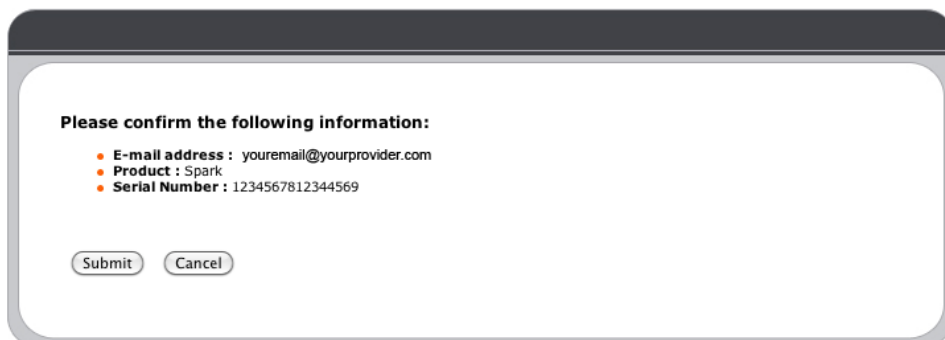 Please confirm the following information:
E-mail address : youremail@yourprovider.com
Product : Spark
Serial Number : 1234567812344569
Submit Cancel